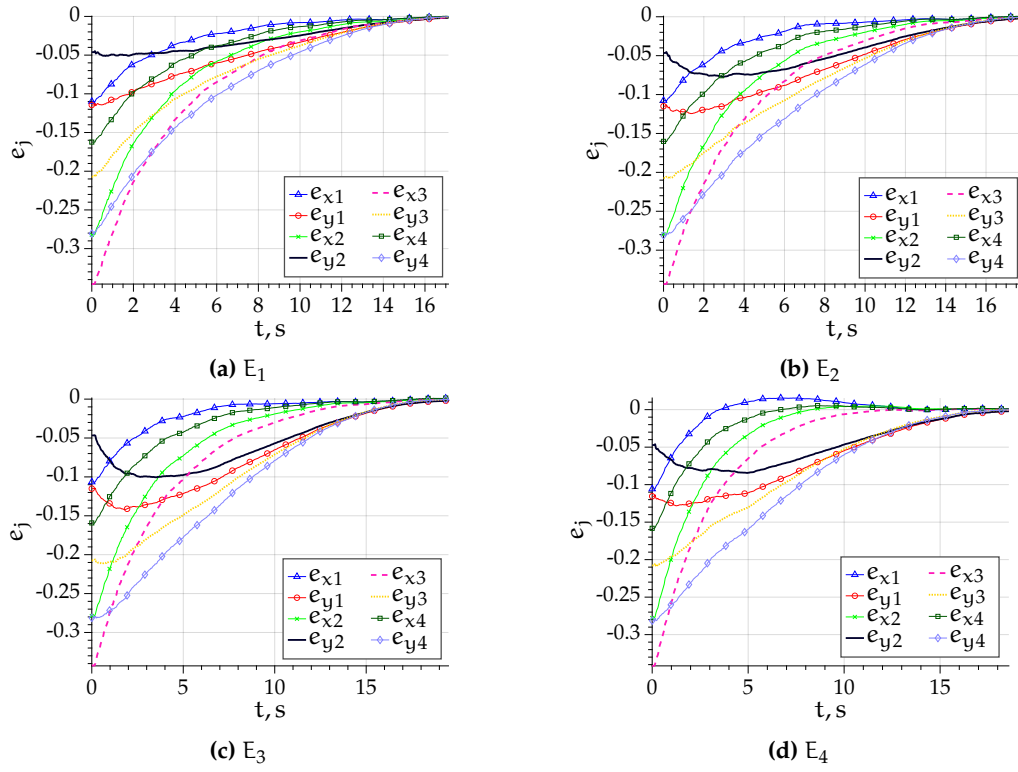 0
-0.05
-0.1
-0.15
-0.2
-0.25
-0.3
e_j
0 2 4 6 8 10 12 14 16
t, s
e_x1 e_x3
e_y1 e_y3
e_x2 e_x4
e_y2 e_y4
(a) E_1
0
-0.05
-0.1
-0.15
-0.2
-0.25
-0.3
e_j
0 2 4 6 8 10 12 14 16
t, s
e_x1 e_x3
e_y1 e_y3
e_x2 e_x4
e_y2 e_y4
(b) E_2
0
-0.05
-0.1
-0.15
-0.2
-0.25
-0.3
e_j
0 5 10 15
t, s
e_x1 e_x3
e_y1 e_y3
e_x2 e_x4
e_y2 e_y4
(c) E_3
0
-0.05
-0.1
-0.15
-0.2
-0.25
-0.3
e_j
0 5 10 15
t, s
e_x1 e_x3
e_y1 e_y3
e_x2 e_x4
e_y2 e_y4
(d) E_4